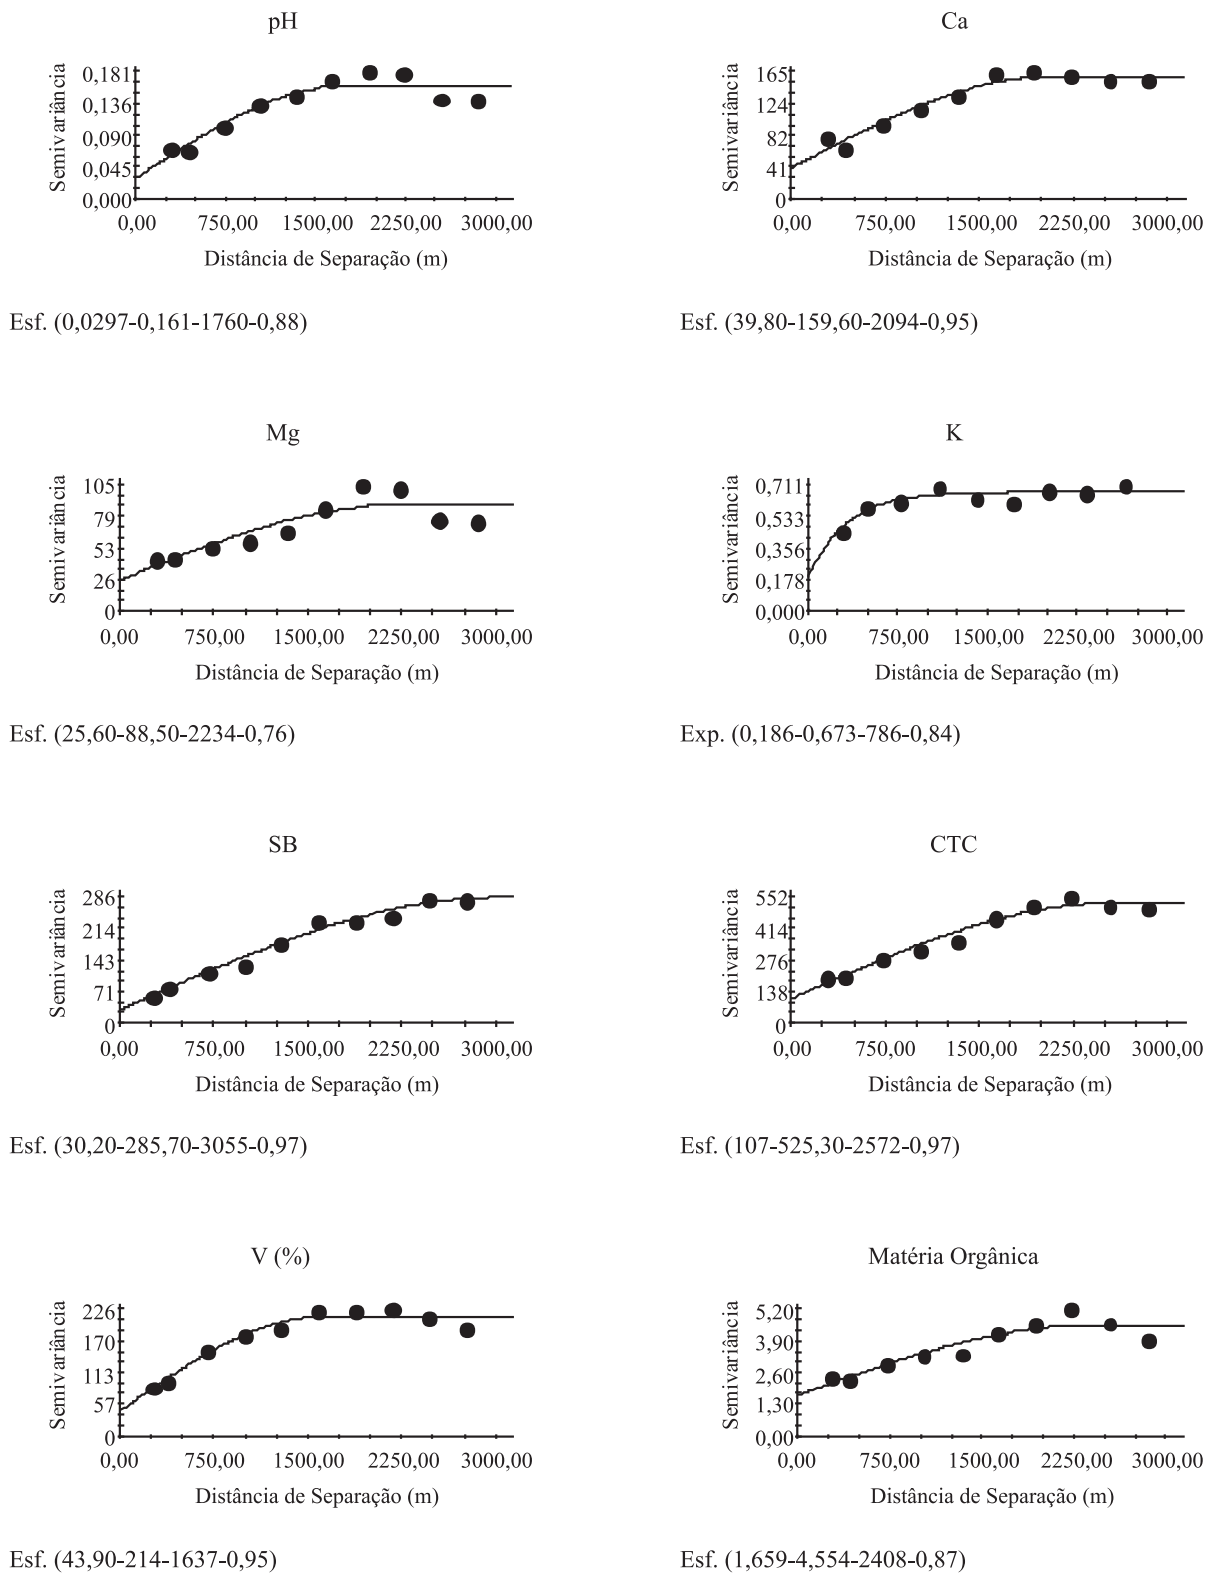 pH
Semivariância
0,181
0,136
0,090
0,045
0,000
0,00 750,00 1500,00 2250,00 3000,00
Distância de Separação (m)
Esf. (0,0297-0,161-1760-0,88)
Ca
Semivariância
165
124
82
41
0
0,00 750,00 1500,00 2250,00 3000,00
Distância de Separação (m)
Esf. (39,80-159,60-2094-0,95)
Mg
Semivariância
105
79
53
26
0
0,00 750,00 1500,00 2250,00 3000,00
Distância de Separação (m)
Esf. (25,60-88,50-2234-0,76)
K
Semivariância
0,711
0,533
0,356
0,178
0,000
0,00 750,00 1500,00 2250,00 3000,00
Distância de Separação (m)
Exp. (0,186-0,673-786-0,84)
SB
Semivariância
286
214
143
71
0
0,00 750,00 1500,00 2250,00 3000,00
Distância de Separação (m)
Esf. (30,20-285,70-3055-0,97)
CTC
Semivariância
552
414
276
138
0
0,00 750,00 1500,00 2250,00 3000,00
Distância de Separação (m)
Esf. (107-525,30-2572-0,97)
V (%)
Semivariância
226
170
113
57
0
0,00 750,00 1500,00 2250,00 3000,00
Distância de Separação (m)
Esf. (43,90-214-1637-0,95)
Matéria Orgânica
Semivariância
5,20
3,90
2,60
1,30
0,00
0,00 750,00 1500,00 2250,00 3000,00
Distância de Separação (m)
Esf. (1,659-4,554-2408-0,87)